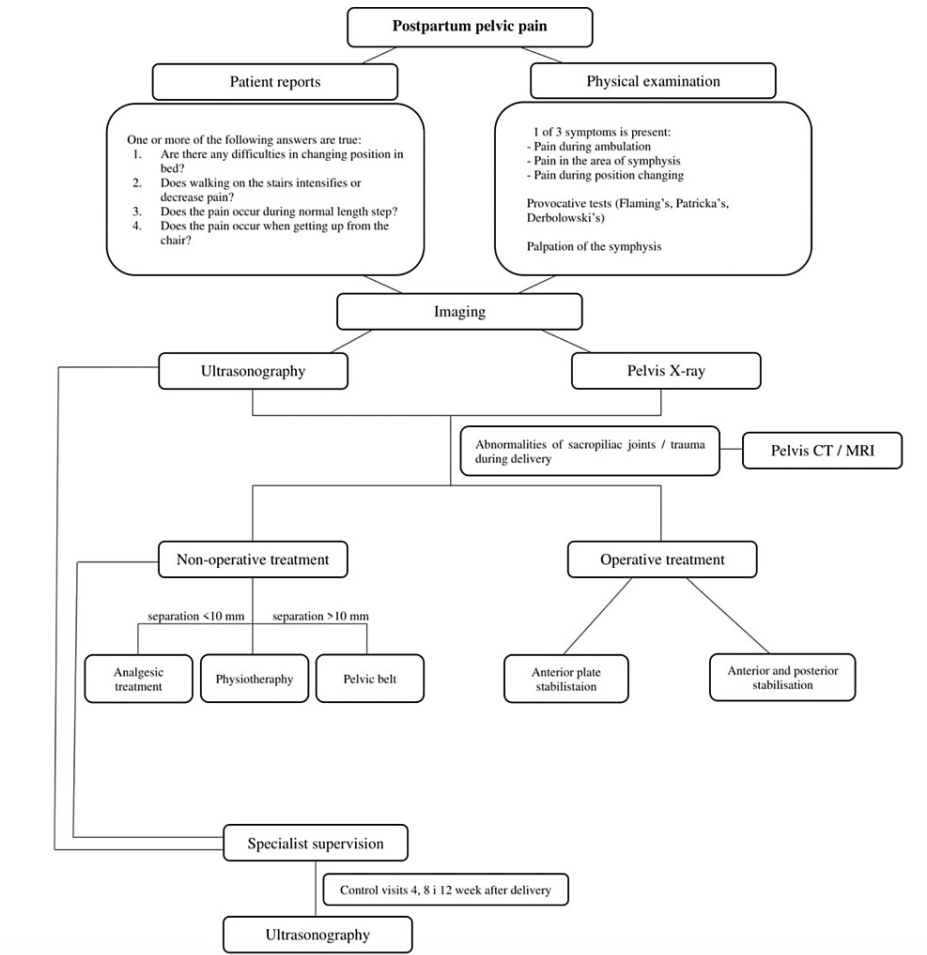 Postpartum pelvic pain
Patient reports
Physical examination
One or more of the following answers are true:
1. Are there any difficulties in changing position in
bed?
2. Does walking on the stairs intensifies or
decrease pain?
3. Does the pain occur during normal length step?
4. Does the pain occur when getting up from the
chair?
1 of 3 symptoms is present:
- Pain during ambulation
- Pain in the area of symphysis
- Pain during position changing
Provocative tests (Flaming's, Patricka's,
Derbolowski's)
Palpation of the symphysis
Imaging
Ultrasonography
Pelvis X-ray
Abnormalities of sacropiliac joints / trauma
during delivery
Pelvis CT / MRI
Non-operative treatment
Operative treatment
separation <10 mm
separation >10 mm
Analgesic
treatment
Physiotheraphy
Pelvic belt
Anterior plate
stabilistaion
Anterior and posterior
stabilisation
Specialist supervision
Control visits 4, 8 i 12 week after delivery
Ultrasonography